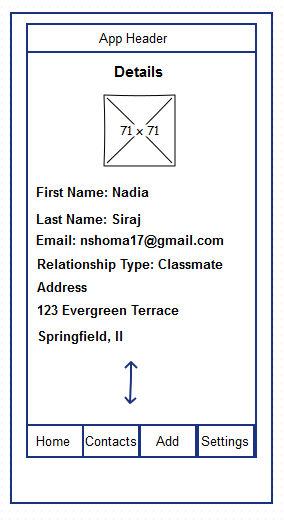 App Header
Details
71 x 71
First Name: Nadia
Last Name: Siraj
Email: nshoma17@gmail.com
Relationship Type: Classmate
Address
123 Evergreen Terrace
Springfield, Il
Home Contacts Add Settings